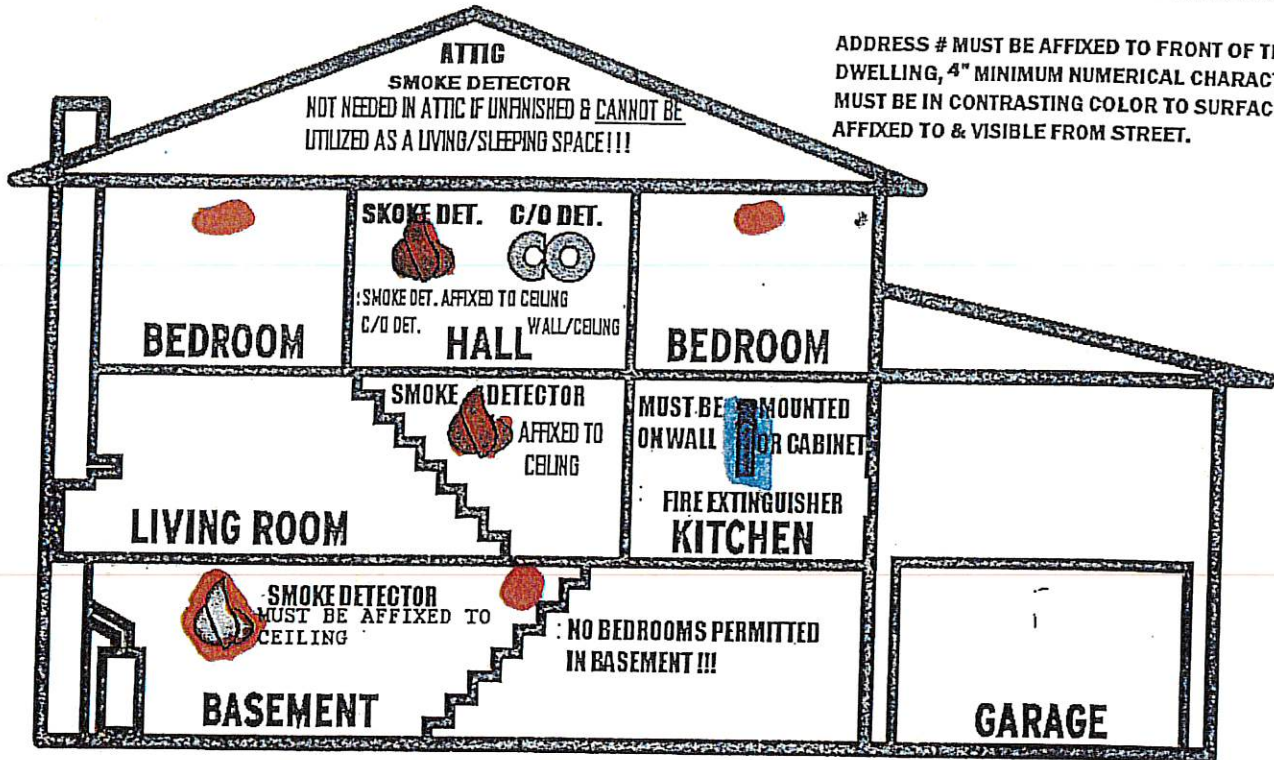 ATTIC
SMOKE DETECTOR
NOT NEEDED IN ATTIC IF UNFINISHED & CANNOT BE
UTILIZED AS A LIVING/SLEEPING SPACE!!!
ADDRESS # MUST BE AFFIXED TO FRONT OF
DWELLING, 4" MINIMUM NUMERICAL
MUST BE IN CONTRASTING COLOR TO
AFFIXED TO & VISIBLE FROM STREET.
BEDROOM
SKOKE DET. C/O DET.
CO
:SMOKE DET. AFFIXED TO CEILING
C/O DET. WALL/CEILING
HALL
BEDROOM
LIVING ROOM
SMOKE DETECTOR
AFFIXED TO
CEILING
MUST BE MOUNTED
ON WALL OR CABINET
FIRE EXTINGUISHER
KITCHEN
SMOKE DETECTOR
MUST BE AFFIXED TO
CEILING
BASEMENT
: NO BEDROOMS PERMITTED
IN BASEMENT !!!
GARAGE